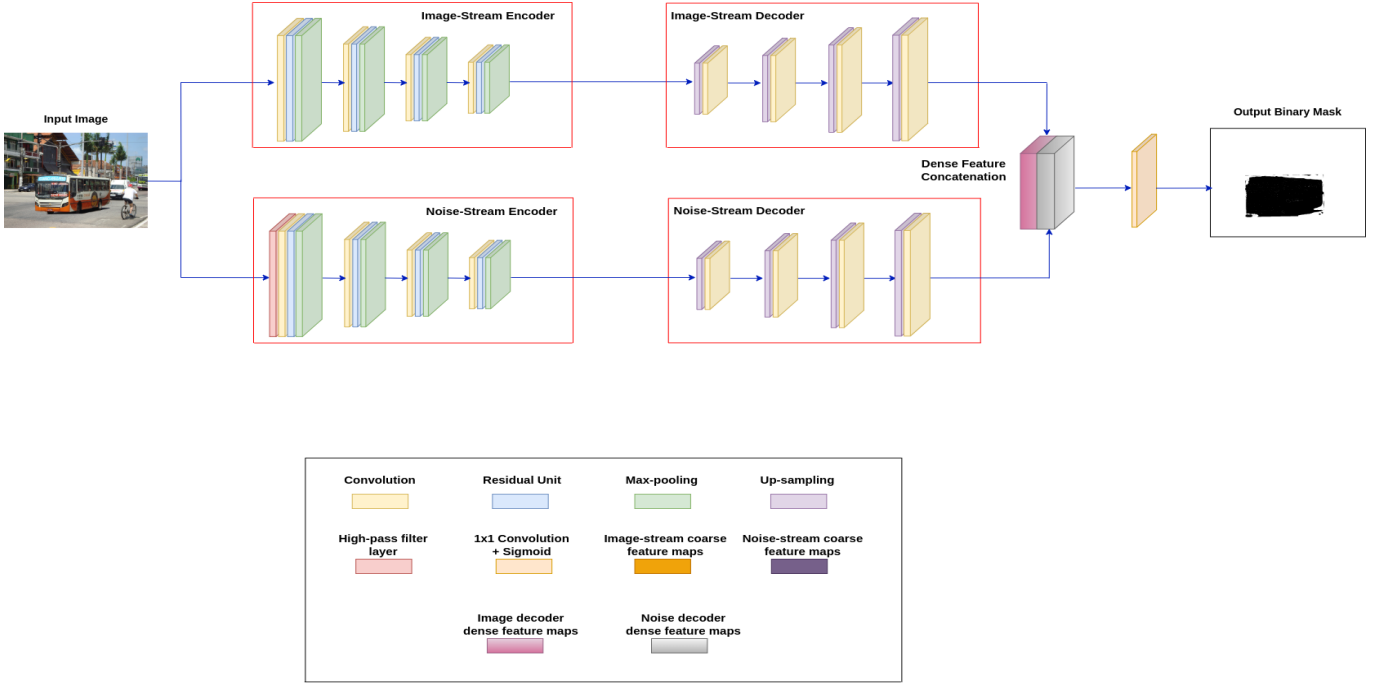 Image-Stream Encoder
Image-Stream Decoder
Input Image
Output Binary Mask
Dense Feature
Concatenation
Noise-Stream Encoder
Noise-Stream Decoder
Convolution
Residual Unit
Max-pooling
Up-sampling
High-pass filter
layer
1x1 Convolution
+ Sigmoid
Image-stream coarse
feature maps
Noise-stream coarse
feature maps
Image decoder
dense feature maps
Noise decoder
dense feature maps